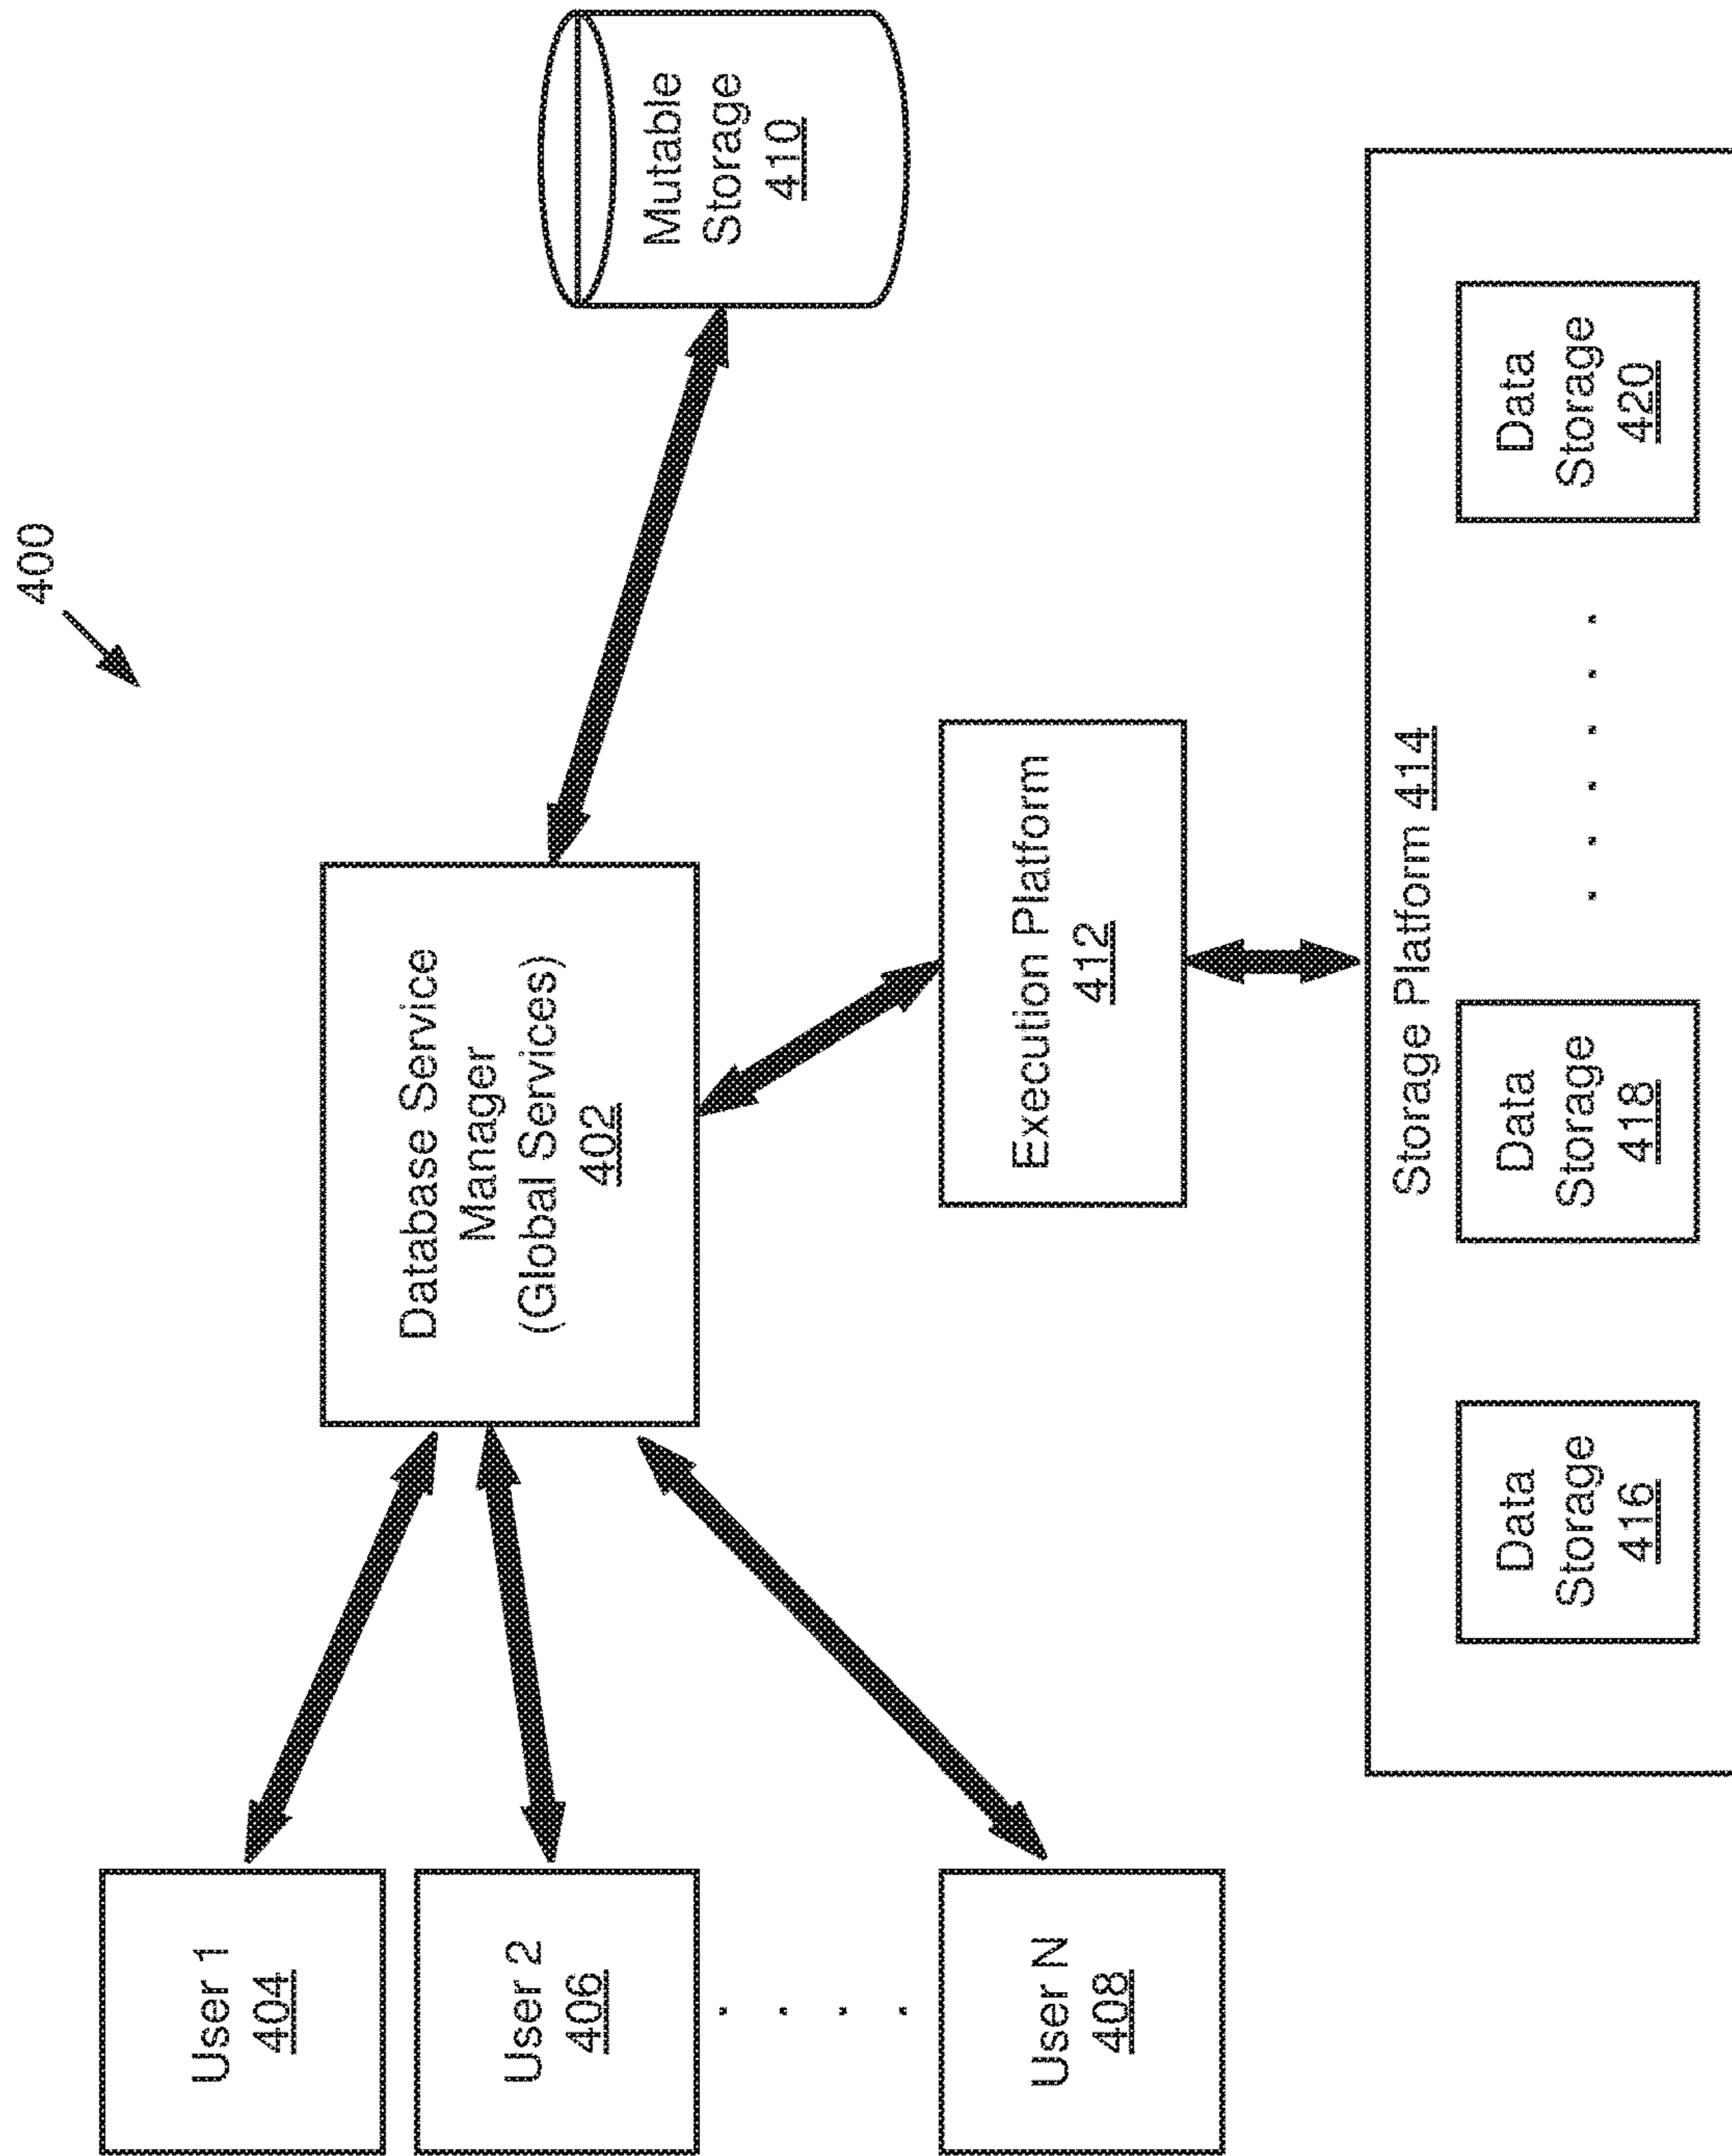 400
User 1
404
User 2
406
User N
408
Database Service
Manager
(Global Services)
402
Mutable
Storage
410
Execution Platform
412
Storage Platform 414
Data
Storage
416
Data
Storage
418
Data
Storage
420